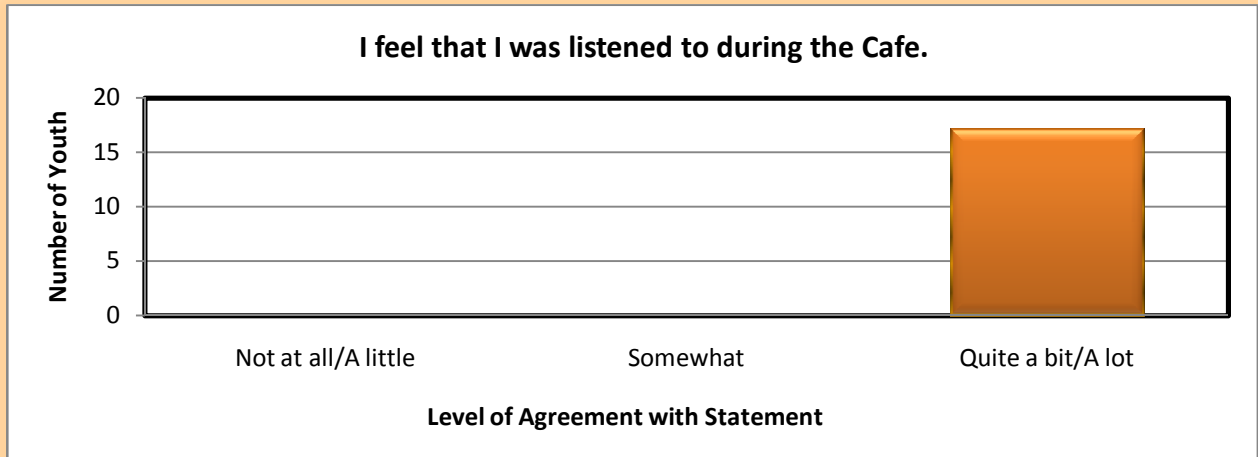 I feel that I was listened to during the Cafe.
Number of Youth
20
15
10
5
0
Not at all/A little
Somewhat
Quite a bit/A lot
Level of Agreement with Statement